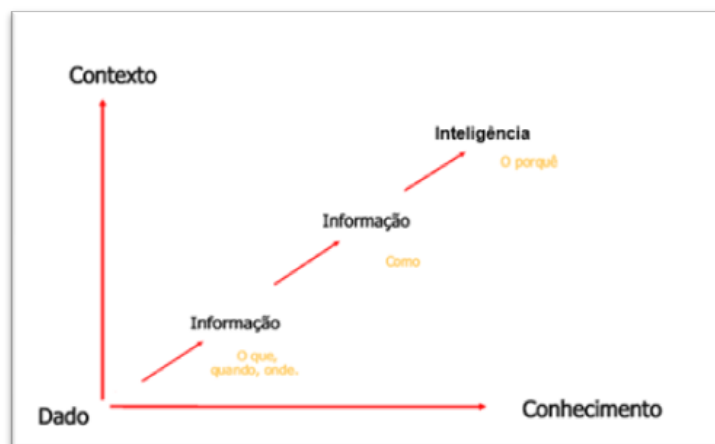 Contexto
Inteligência
O porquê
Informação
Como
Informação
O que,
quando, onde.
Dado
Conhecimento